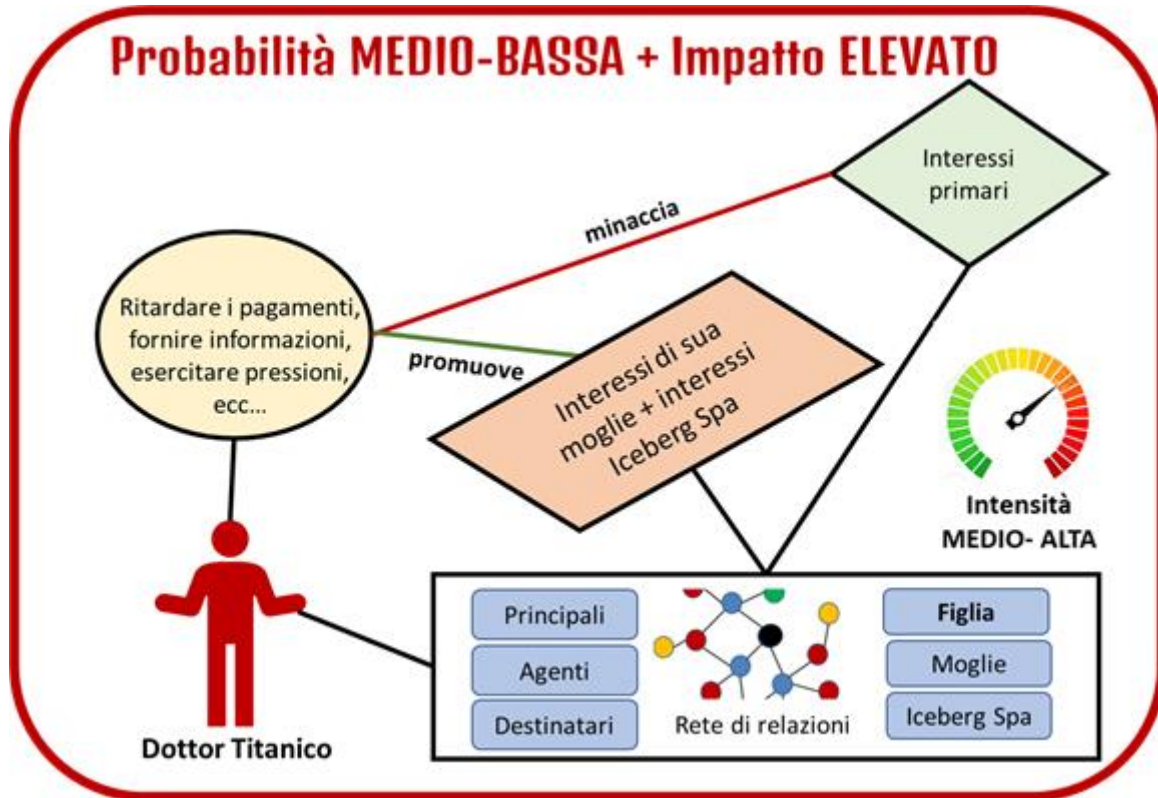 Probabilità MEDIO-BASSA + Impatto ELEVATO
Interessi
primari
minaccia
Ritardare i pagamenti,
fornire informazioni,
esercitare pressioni,
ecc...
promuove
Interessi di sua
moglie + interessi
Iceberg Spa
Intensità
MEDIO- ALTA
Dottor Titanico
Principali
Agenti
Destinatari
Rete di relazioni
Figlia
Moglie
Iceberg Spa